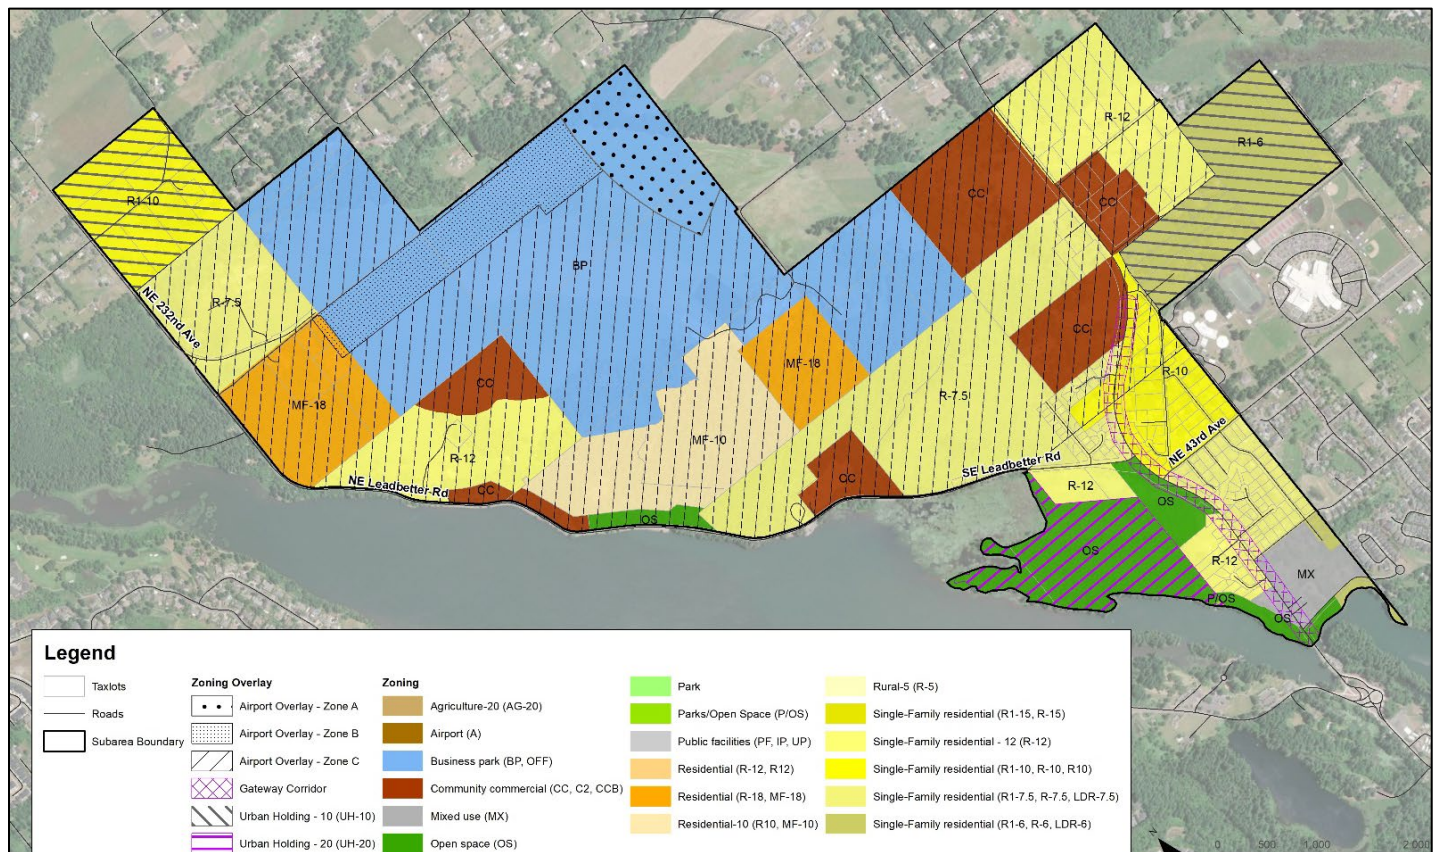 R-12
R1-6
CC
CC
R1-10
BP
R-7.5
NE 232nd Ave
CC
MF-18
R-10
CC
R-7.5
MF-18
MF-10
NE 43rd Ave
R-12
SE Leadbetter Rd
CC
NE Leadbetter Rd
CC
R-12
OS
OS
OS
R-12
MX
P/OS
OS
Legend
Taxlots
Roads
Subarea Boundary
Zoning Overlay
Airport Overlay - Zone A
Airport Overlay - Zone B
Airport Overlay - Zone C
Gateway Corridor
Urban Holding - 10 (UH-10)
Urban Holding - 20 (UH-20)
Zoning
Agriculture-20 (AG-20)
Airport (A)
Business park (BP, OFF)
Community commercial (CC, C2, CCB)
Mixed use (MX)
Open space (OS)
Park
Parks/Open Space (P/OS)
Public facilities (PF, IP, UP)
Residential (R-12, R12)
Residential (R-18, MF-18)
Residential-10 (R10, MF-10)
Rural-5 (R-5)
Single-Family residential (R1-15, R-15)
Single-Family residential - 12 (R-12)
Single-Family residential (R1-10, R-10, R10)
Single-Family residential (R1-7.5, R-7.5, LDR-7.5)
Single-Family residential (R1-6, R-6, LDR-6)
N
0 500 1,000 2,000